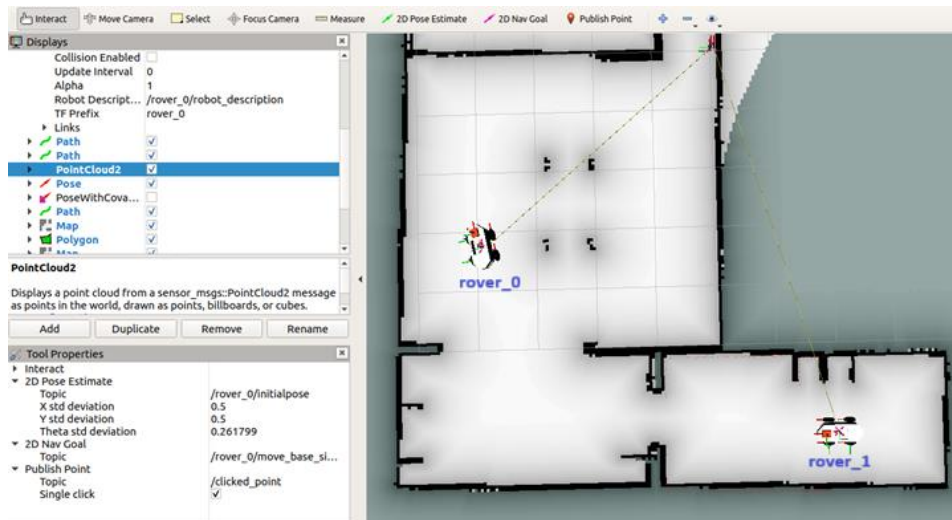 Interact Move Camera Select Focus Camera Measure 2D Pose Estimate 2D Nav Goal Publish Point
Displays
Collision Enabled
Update Interval 0
Alpha 1
Robot Descript... /rover_0/robot_description
TF Prefix rover_0
Links
Path
Path
PointCloud2
Pose
PoseWithCova...
Path
Map
Polygon
Map
PointCloud2
Displays a point cloud from a sensor_msgs::PointCloud2 message
as points in the world, drawn as points, billboards, or cubes.
Add Duplicate Remove Rename
Tool Properties
Interact
2D Pose Estimate
Topic /rover_0/initialpose
X std deviation 0.5
Y std deviation 0.5
Theta std deviation 0.261799
2D Nav Goal
Topic /rover_0/move_base_si...
Publish Point
Topic /clicked_point
Single click
rover_0
rover_1